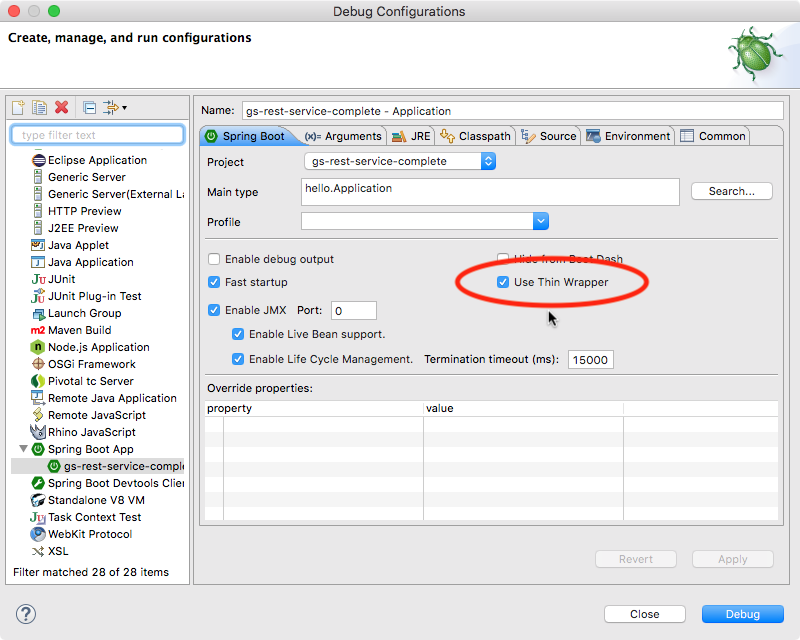 Debug Configurations
Create, manage, and run configurations
type filter text
Eclipse Application
Generic Server
Generic Server(External La
HTTP Preview
J2EE Preview
Java Applet
Java Application
JUnit
JUnit Plug-in Test
Launch Group
Maven Build
Node.js Application
OSGi Framework
Pivotal tc Server
Remote Java Application
Remote JavaScript
Rhino JavaScript
Spring Boot App
gs-rest-service-comple
Spring Boot Devtools Clien
Standalone V8 VM
Task Context Test
WebKit Protocol
XSL
Filter matched 28 of 28 items
Name: gs-rest-service-complete - Application
Spring Boot (x)= Arguments JRE Classpath Source Environment Common
Project gs-rest-service-complete
Main type hello.Application Search...
Profile
Enable debug output Hide from Boot Dash
Fast startup Use Thin Wrapper
Enable JMX Port: 0
Enable Live Bean support.
Enable Life Cycle Management. Termination timeout (ms): 15000
Override properties:
property value
Revert Apply
? Close Debug